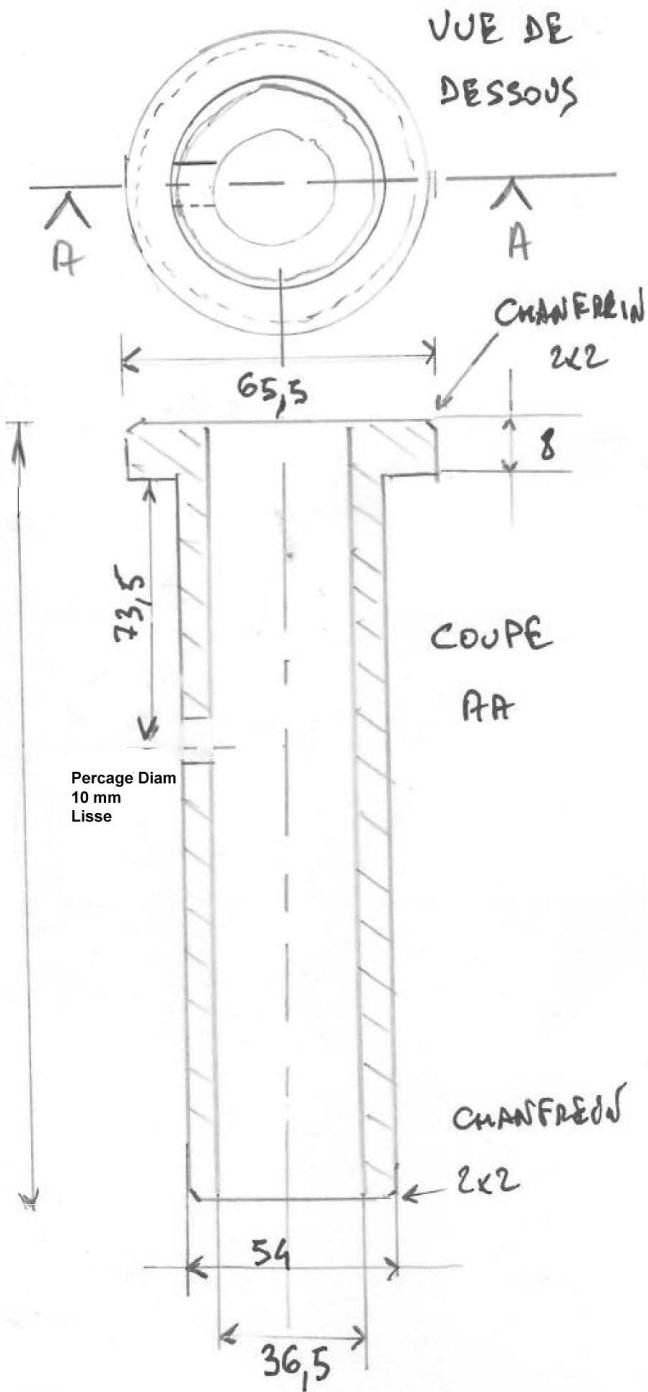 VUE DE
DESSOUS
A
A
CHANFRRIN
2x2
65,5
8
73,5
COUPE
AA
Percage Diam
10 mm
Lisse
CHANFREIN
2x2
54
36,5